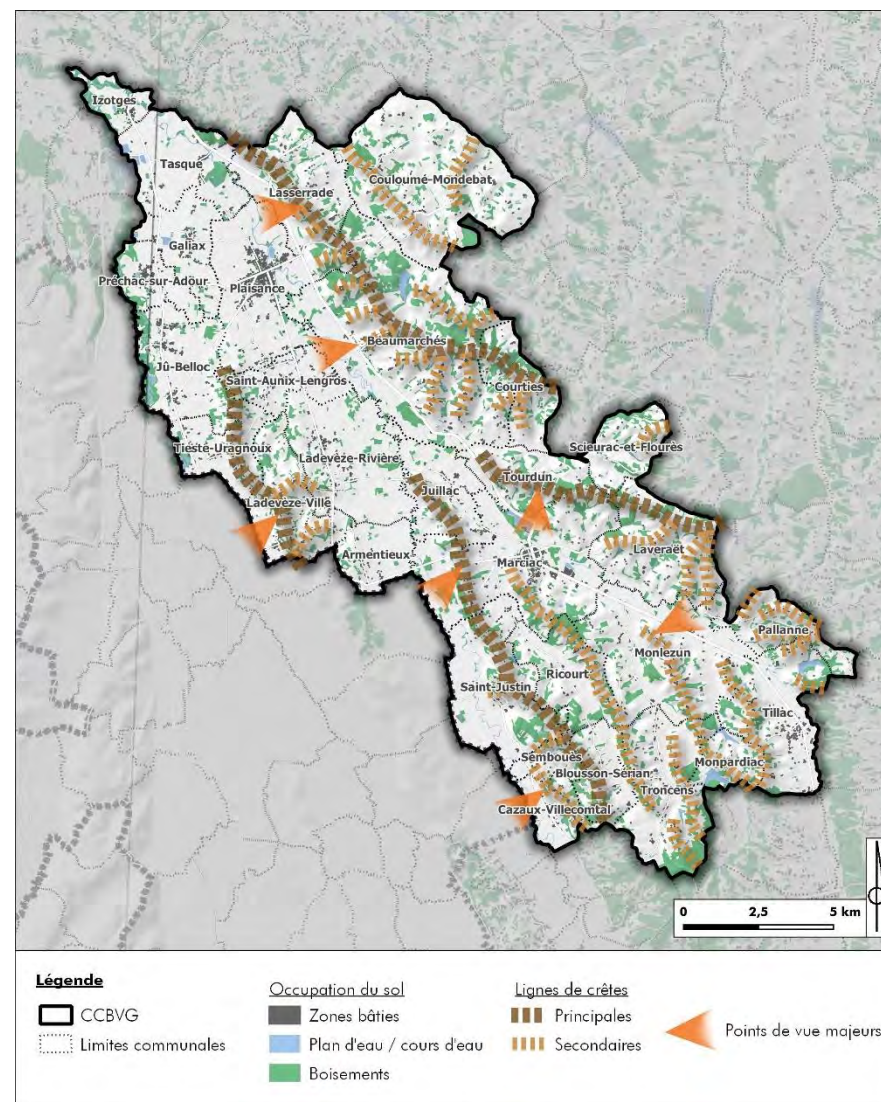 Izotges
Tasque
Couloumé-Mondebat
Lasserrade
Galiax
Préchac-sur-Adour
Plaisance
Beaumarchés
Jû-Belloc
Saint-Aunix-Lengros
Courties
Tieste-Uragnoux
Ladevèze-Rivière
Scieurac-et-Flourès
Tourdun
Juillac
Ladevèze-Ville
Laveraët
Armentieux
Marciac
Pallanne
Monlezun
Ricourt
Saint-Justin
Tillac
Sembouès
Monpardiac
Blousson-Sérian
Troncens
Cazaux-Villecomtal
0 2,5 5 km
Légende
CCBVG
Limites communales
Occupation du sol
Zones bâties
Plan d'eau / cours d'eau
Boisements
Lignes de crêtes
Principales
Secondaires
Points de vue majeurs